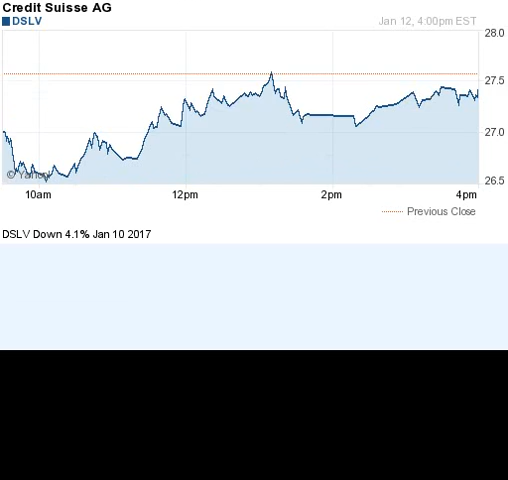 Credit Suisse AG
DSLV Jan 12, 4:00pm EST
28.0
27.5
27.0
26.5
© Yahoo!
10am 12pm 2pm 4pm
Previous Close
DSLV Down 4.1% Jan 10 2017